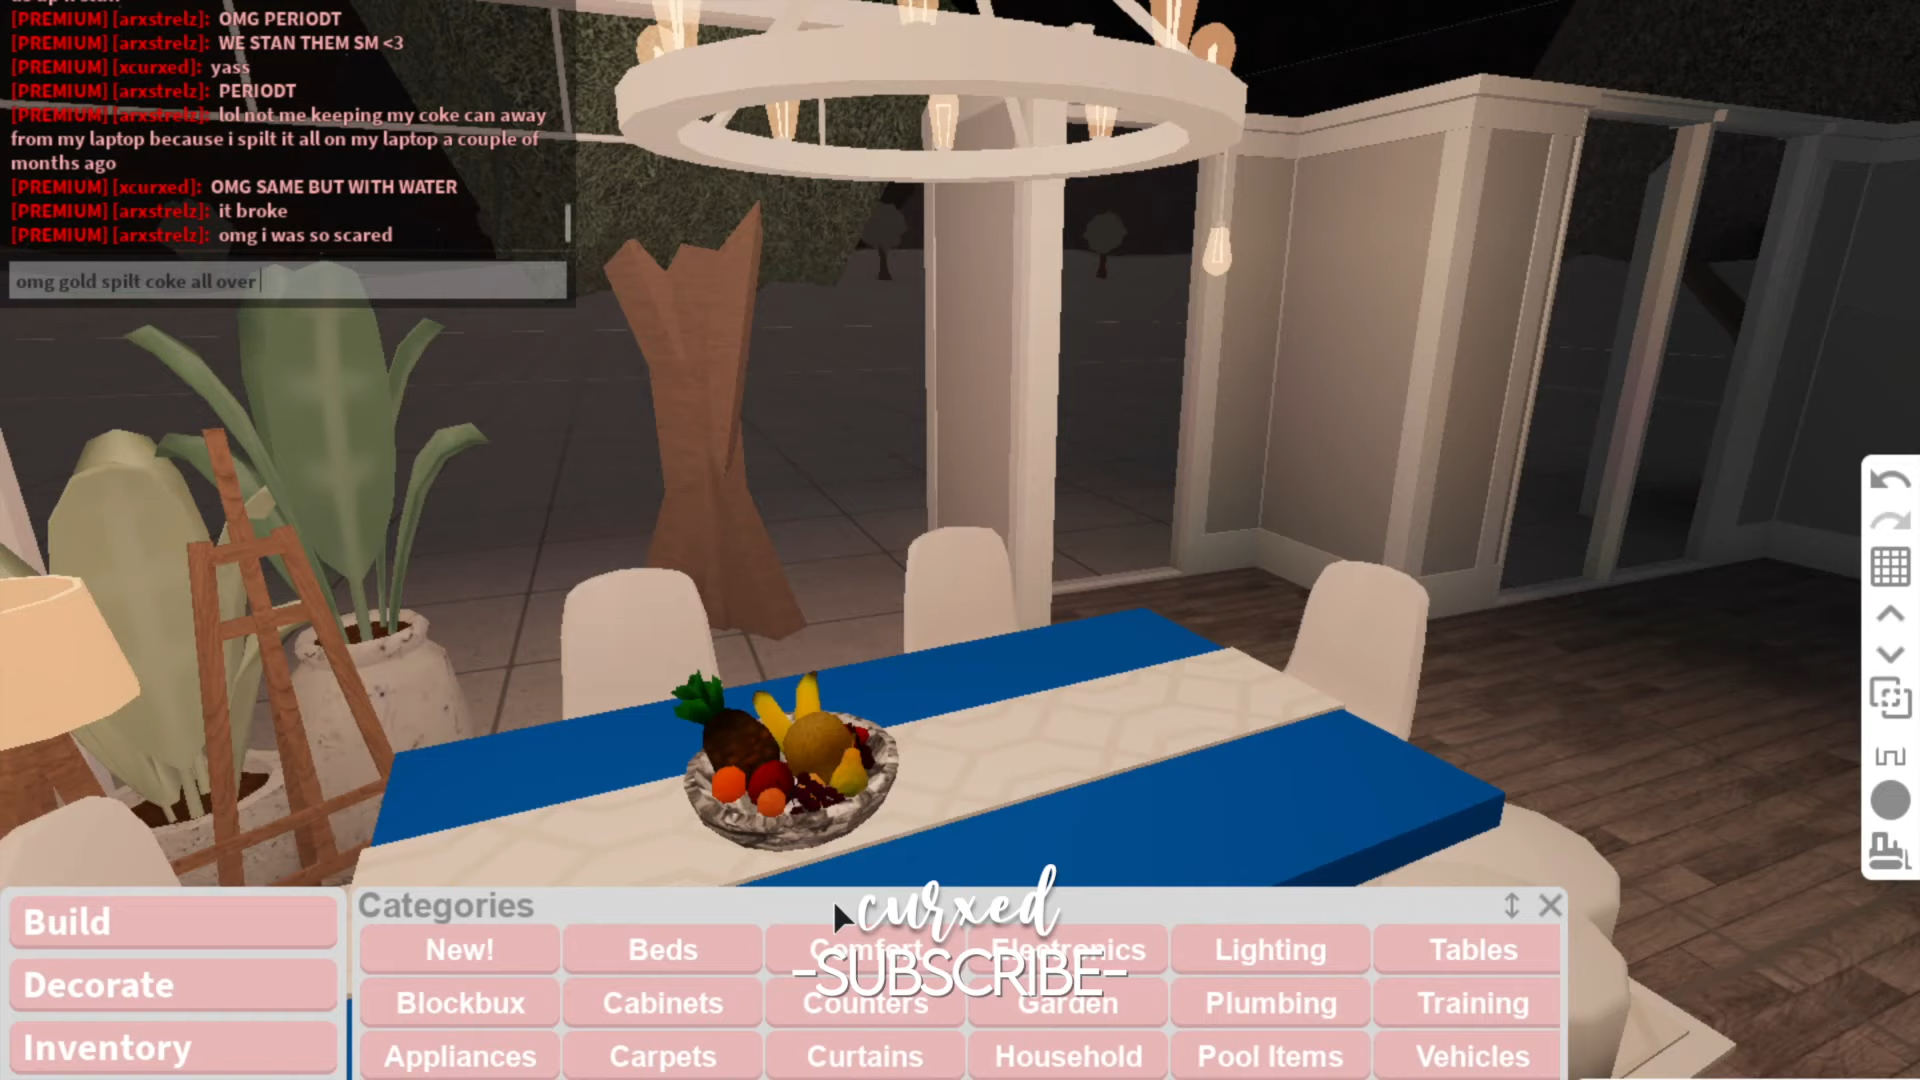 [PREMIUM] [arxstrelz]: OMG PERIODT
[PREMIUM] [arxstrelz]: WE STAN THEM SM <3
[PREMIUM] [xcurxed]: yass
[PREMIUM] [arxstrelz]: PERIODT
[PREMIUM] [arxstrelz]: lol not me keeping my coke can away
from my laptop because i spilt it all on my laptop a couple of
months ago
[PREMIUM] [xcurxed]: OMG SAME BUT WITH WATER
[PREMIUM] [arxstrelz]: it broke
[PREMIUM] [arxstrelz]: omg i was so scared
omg gold spilt coke all over
Build
Decorate
Inventory
Categories
curxed
-SUBSCRIBE-
New! Beds Comfort Electronics Lighting Tables
Blockbux Cabinets Counters Garden Plumbing Training
Appliances Carpets Curtains Household Pool Items Vehicles